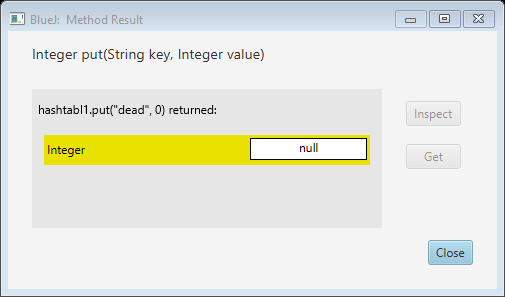 BlueJ:  Method Result
Integer put(String key, Integer value)
hashtabl1.put("dead", 0) returned:
Integer
null
Inspect
Get
Close